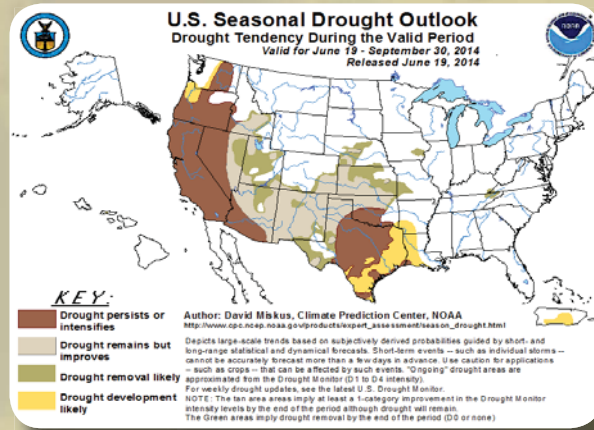 U.S. Seasonal Drought Outlook
Drought Tendency During the Valid Period
Valid for June 19 - September 30, 2014
Released June 19, 2014
noaa
KEY:
Drought persists or
intensifies
Drought remains but
improves
Drought removal likely
Drought development
likely
Author: David Miskus, Climate Prediction Center, NOAA
http://www.cpc.ncep.noaa.gov/products/expert_assessment/season_drought.html
Depicts large-scale trends based on subjectively derived probabilities guided by short- and
long-range statistical and dynamical forecasts. Short-term events -- such as individual storms --
cannot be accurately forecast more than a few days in advance. Use caution for applications
-- such as crops -- that can be affected by such events. "Ongoing" drought areas are
approximated from the Drought Monitor (D1 to D4 intensity).
For weekly drought updates, see the latest U.S. Drought Monitor.
NOTE: The tan area areas imply at least a 1-category improvement in the Drought Monitor
intensity levels by the end of the period although drought will remain.
The Green areas imply drought removal by the end of the period (D0 or none)